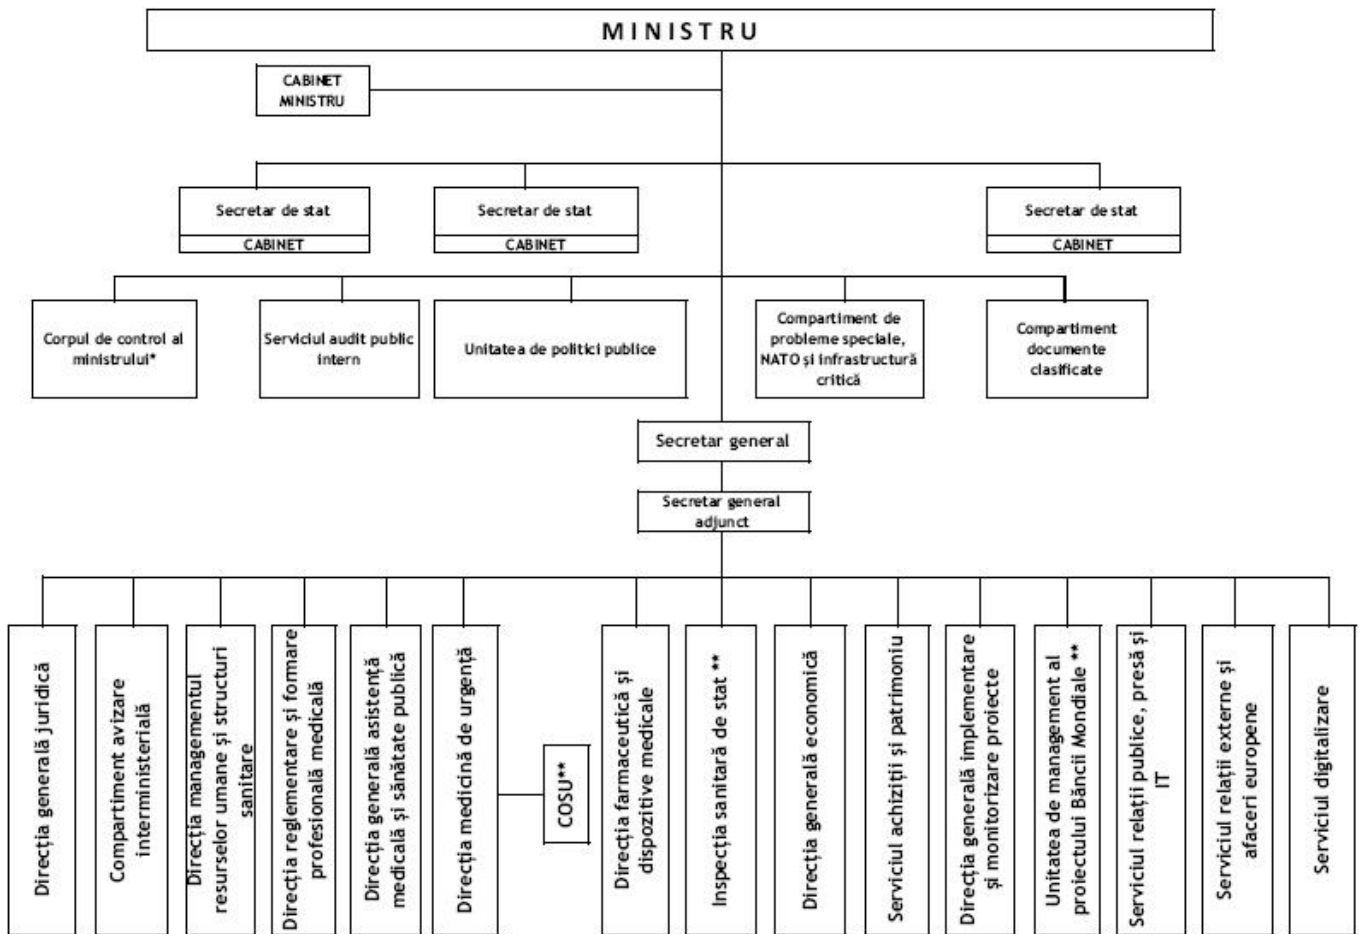 MINISTRU
CABINET
MINISTRU
Secretar de stat
CABINET
Secretar de stat
CABINET
Secretar de stat
CABINET
Corpul de control al
ministrului*
Serviciul audit public
intern
Unitatea de politici publice
Compartiment de
probleme speciale,
NATO și infrastructură
critică
Compartiment
documente
clasificate
Secretar general
Secretar general
adjunct
Direcția generală juridică
Compartiment avizare
interministerială
Direcția managementul
resurselor umane și structuri
sanitare
Direcția reglementare și formare
profesională medicală
Direcția generală asistență
medicală și sănătate publică
Direcția medicină de urgență
COSU**
Direcția farmaceutică și
dispozitive medicale
Inspecția sanitară de stat **
Direcția generală economică
Serviciul achiziții și patrimoniu
Direcția generală implementare
și monitorizare proiecte
Unitatea de management al
proiectului Băncii Mondiale **
Serviciul relații publice, presă și
IT
Serviciul relații externe și
afaceri europene
Serviciul digitalizare